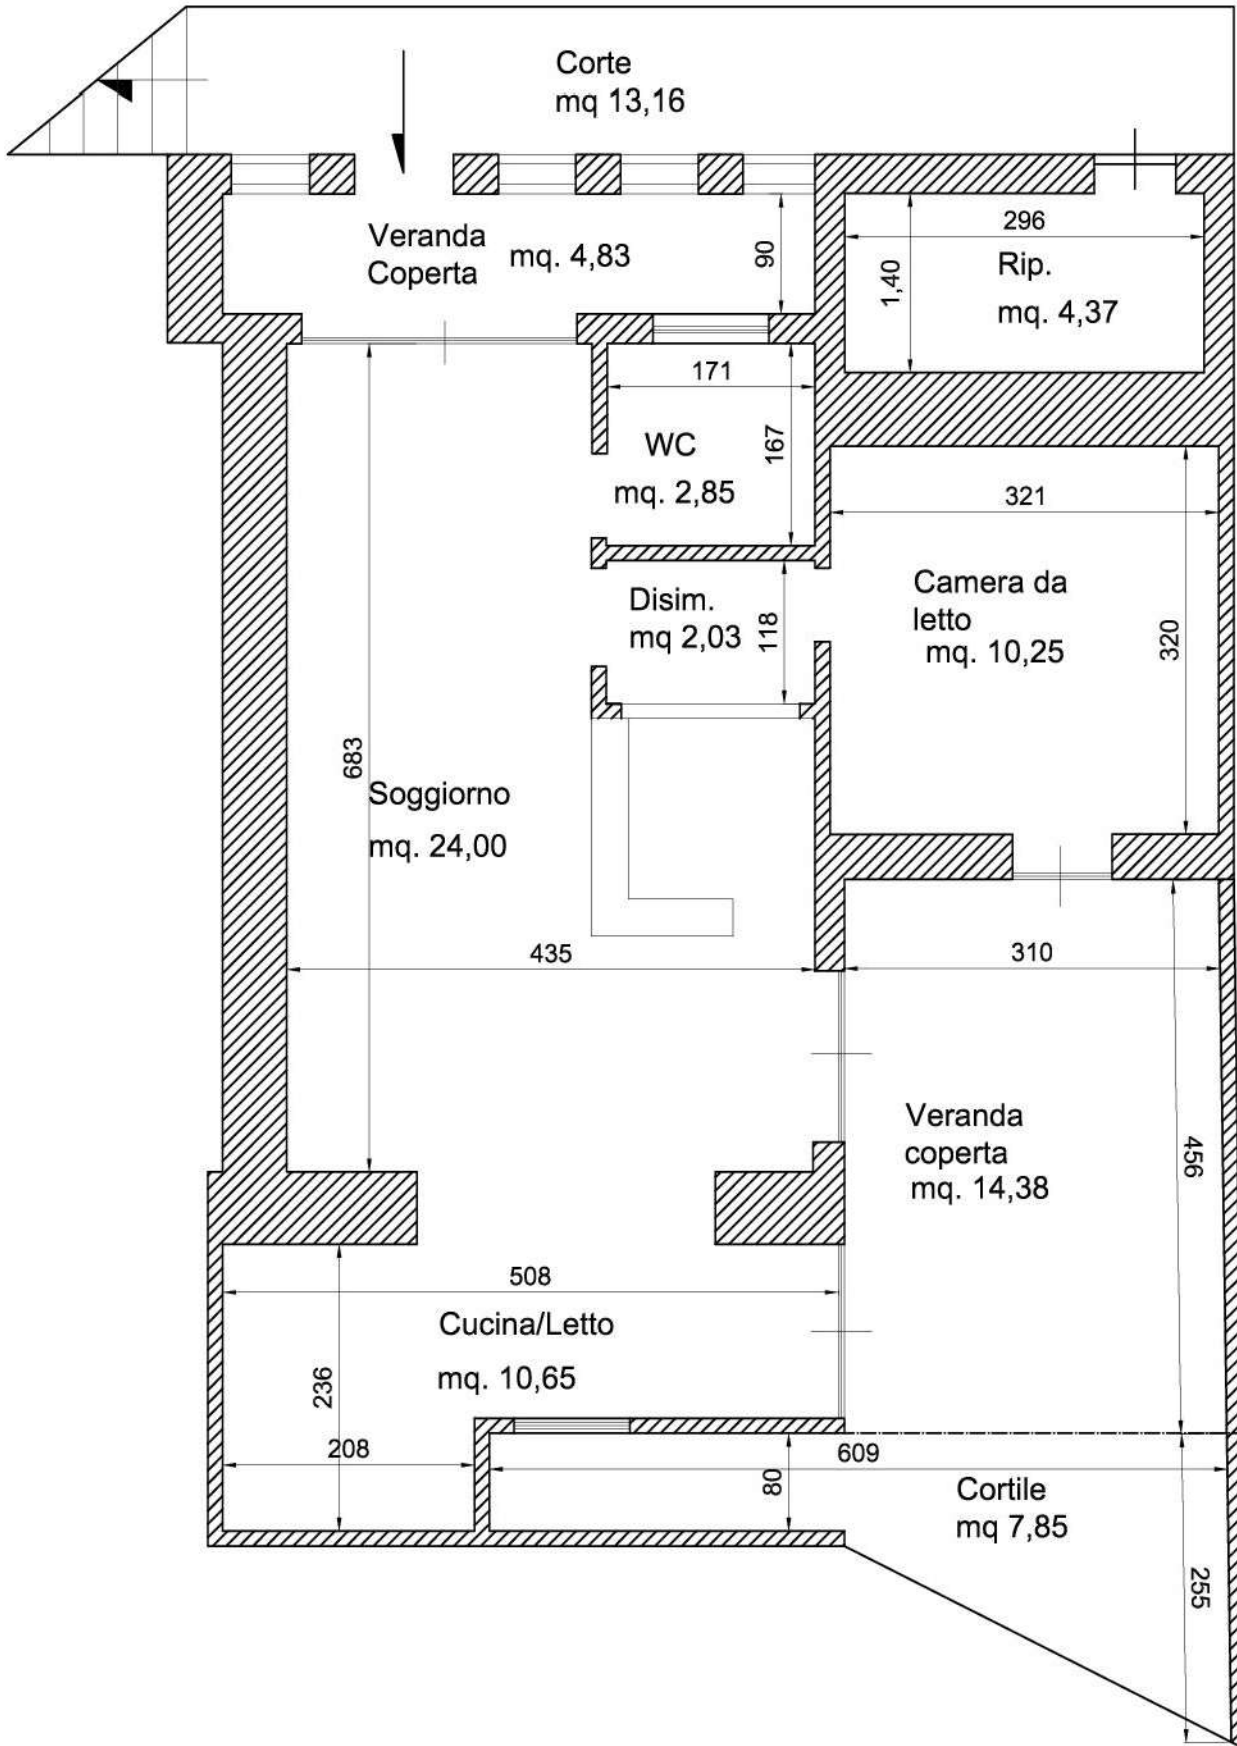 Corte
mq 13,16
Veranda
Coperta
mq. 4,83
90
296
1,40
Rip.
mq. 4,37
171
WC
167
mq. 2,85
321
Disim.
mq 2,03
118
Camera da
letto
mq. 10,25
320
683
Soggiorno
mq. 24,00
435
310
Veranda
coperta
mq. 14,38
456
508
Cucina/Letto
mq. 10,65
236
208
609
80
Cortile
mq 7,85
255